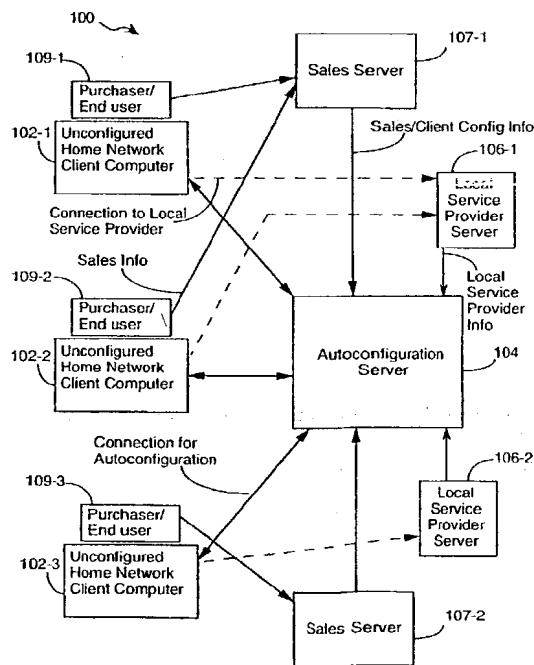 100
107-1
109-1
Sales Server
Purchaser/
End user
102-1
Unconfigured
Home Network
Client Computer
Sales/Client Config Info
106-1
Local
Service
Provider
Server
Connection to Local
Service Provider
109-2
Sales Info
Local
Service
Provider
Info
Purchaser/
End user
102-2
Unconfigured
Home Network
Client Computer
Autoconfiguration
Server
104
Connection for
Autoconfiguration
109-3
106-2
Purchaser/
End user
Local
Service
Provider
Server
102-3
Unconfigured
Home Network
Client Computer
Sales Server
107-2